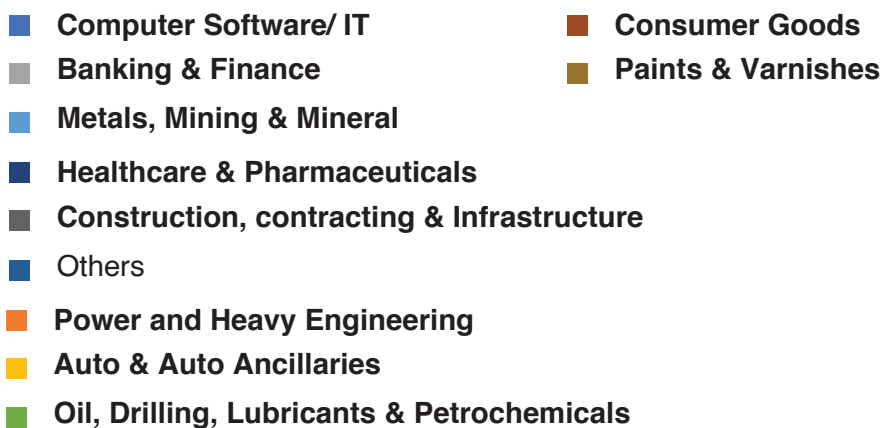 Computer Software/ IT
Consumer Goods
Banking & Finance
Paints & Varnishes
Metals, Mining & Mineral
Healthcare & Pharmaceuticals
Construction, contracting & Infrastructure
Others
Power and Heavy Engineering
Auto & Auto Ancillaries
Oil, Drilling, Lubricants & Petrochemicals